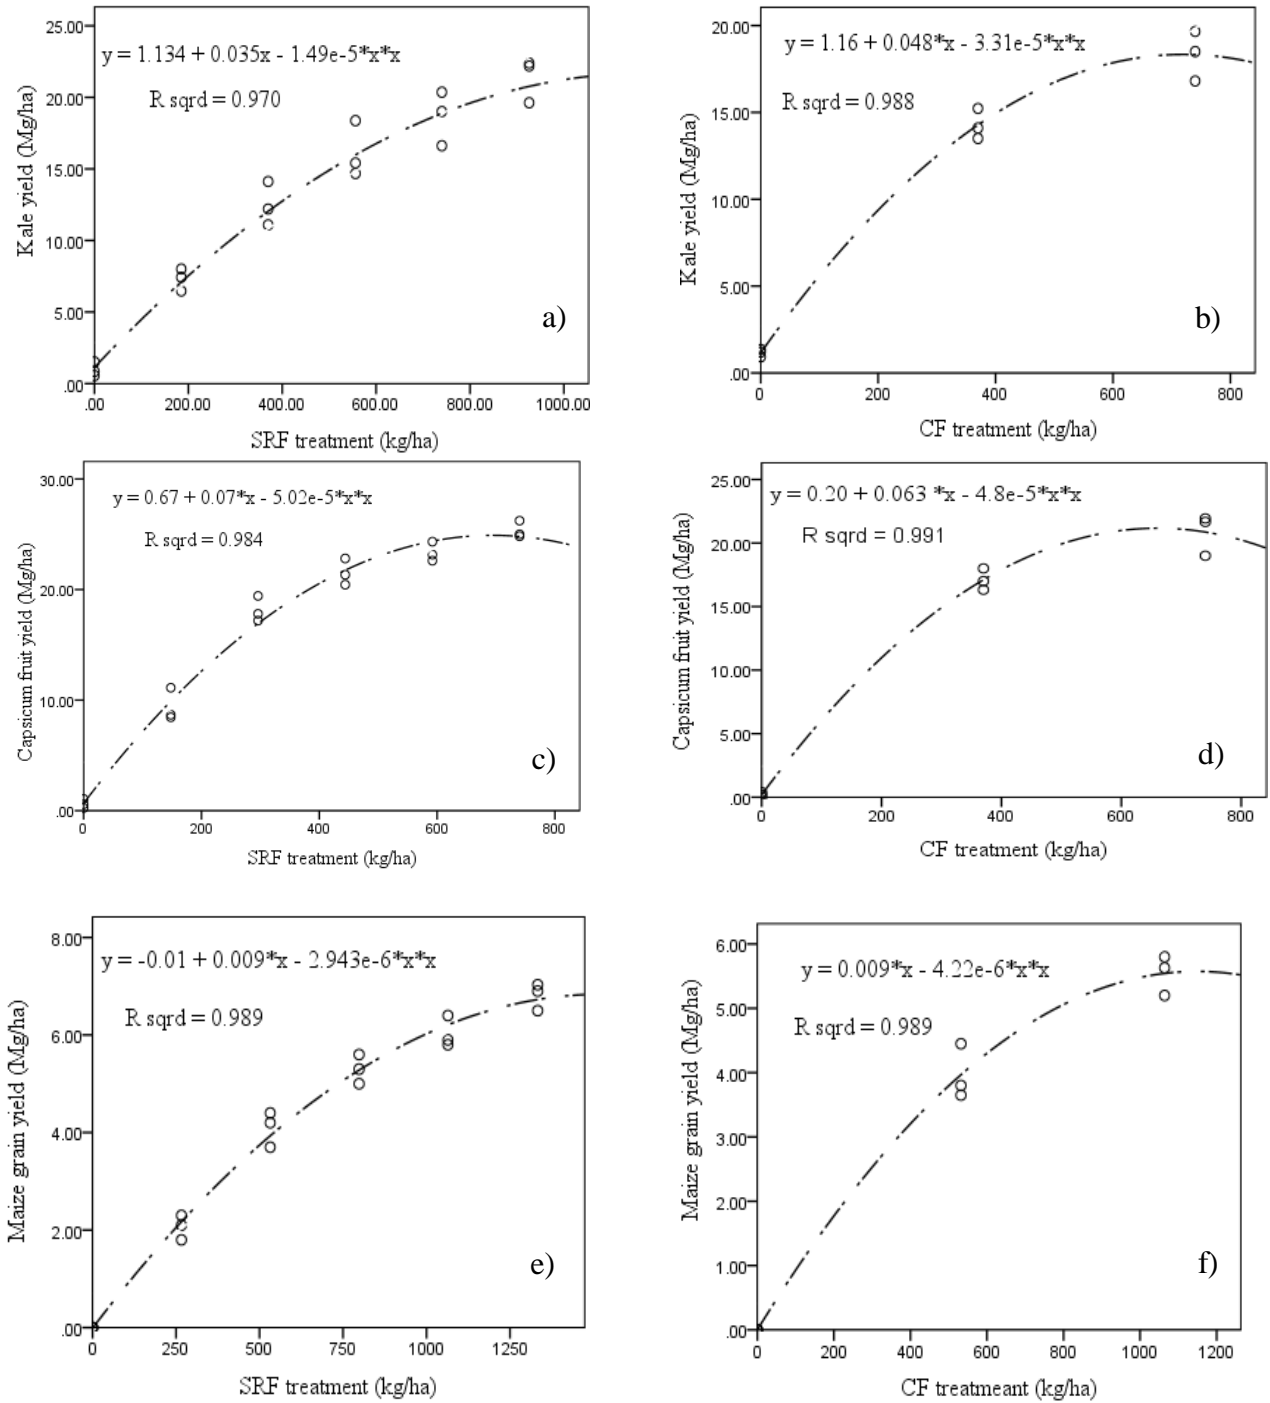 25.00
20.00
15.00
10.00
5.00
.00
y = 1.134 + 0.035x - 1.49e-5*x*x
R sqrd = 0.970
a)
.00 200.00 400.00 600.00 800.00 1000.00
Kale yield (Mg/ha)
SRF treatment (kg/ha)
20.00
15.00
10.00
5.00
.00
y = 1.16 + 0.048*x - 3.31e-5*x*x
R sqrd = 0.988
b)
0 200 400 600 800
Kale yield (Mg/ha)
CF treatment (kg/ha)
30.00
20.00
10.00
.00
y = 0.67 + 0.07*x - 5.02e-5*x*x
R sqrd = 0.984
c)
0 200 400 600 800
Capsicum fruit yield (Mg/ha)
SRF treatment (kg/ha)
25.00
20.00
15.00
10.00
5.00
.00
y = 0.20 + 0.063 *x - 4.8e-5*x*x
R sqrd = 0.991
d)
0 200 400 600 800
Capsicum fruit yield (Mg/ha)
CF treatment (kg/ha)
8.00
6.00
4.00
2.00
.00
y = -0.01 + 0.009*x - 2.943e-6*x*x
R sqrd = 0.989
e)
0 250 500 750 1000 1250
Maize grain yield (Mg/ha)
SRF treatment (kg/ha)
6.00
5.00
4.00
3.00
2.00
1.00
.00
y = 0.009*x - 4.22e-6*x*x
R sqrd = 0.989
f)
0 200 400 600 800 1000 1200
Maize grain yield (Mg/ha)
CF treatmeant (kg/ha)